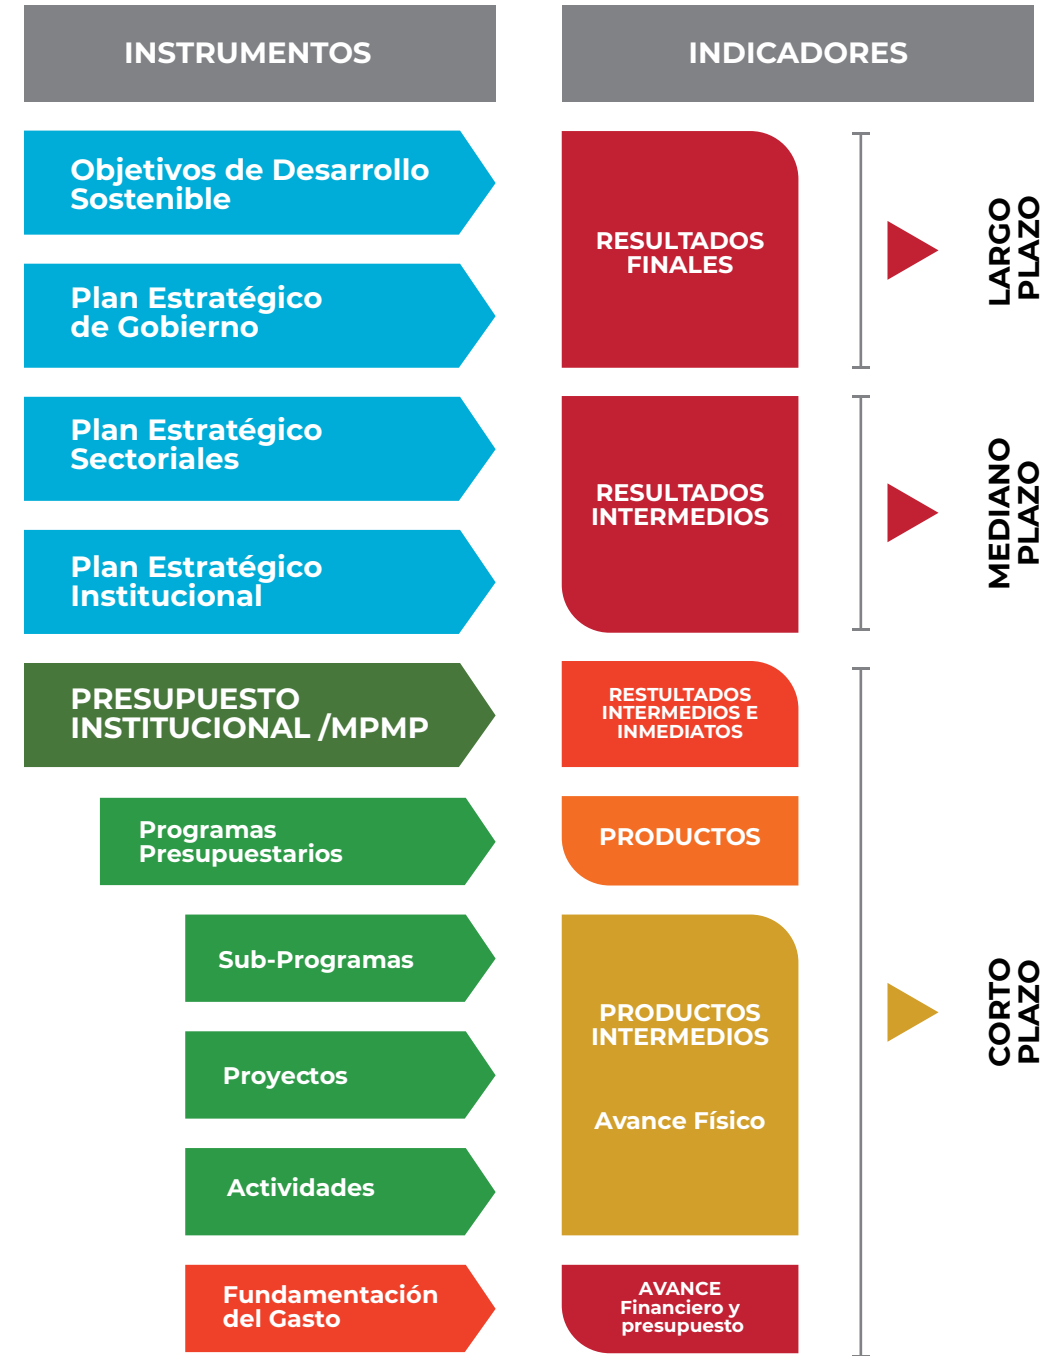 INSTRUMENTOS
INDICADORES
Objetivos de Desarrollo
Sostenible
Plan Estratégico
de Gobierno
RESULTADOS
FINALES
LARGO
PLAZO
Plan Estratégico
Sectoriales
Plan Estratégico
Institucional
RESULTADOS
INTERMEDIOS
MEDIANO
PLAZO
PRESUPUESTO
INSTITUCIONAL /MPMP
RESTULTADOS
INTERMEDIOS E
INMEDIATOS
Programas
Presupuestarios
PRODUCTOS
Sub-Programas
Proyectos
Actividades
PRODUCTOS
INTERMEDIOS
Avance Físico
CORTO
PLAZO
Fundamentación
del Gasto
AVANCE
Financiero y
presupuesto